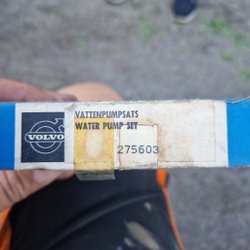 VOLVO
VATTENPUMPSATS
WATER PUMP SET
275603